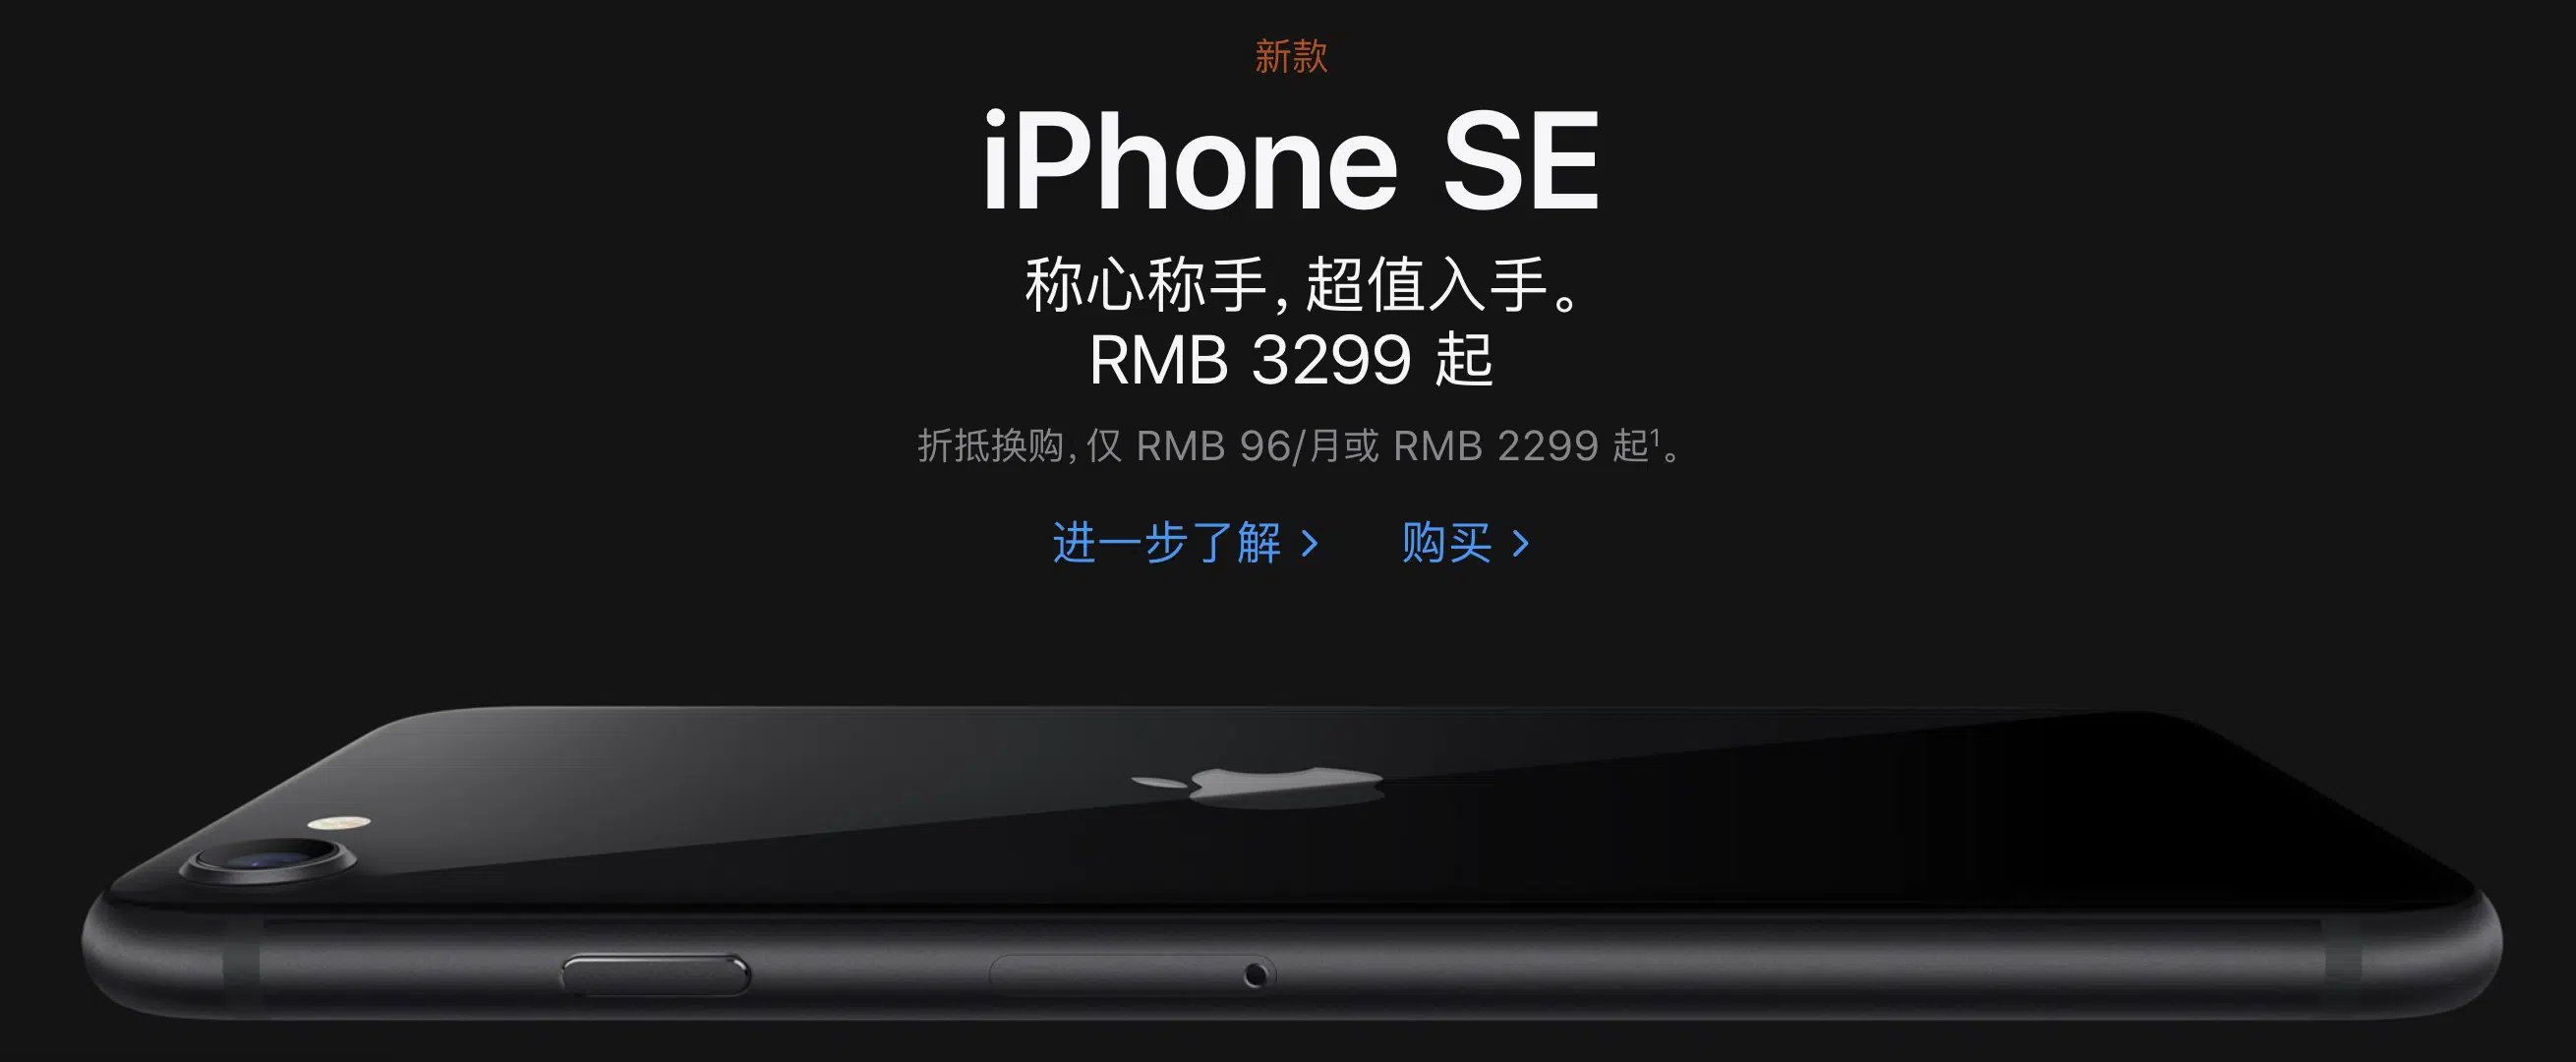 新款
iPhone SE
称心称手，超值入手。
RMB 3299 起
折抵换购，仅 RMB 96/月或 RMB 2299 起¹。
进一步了解 > 购买 >